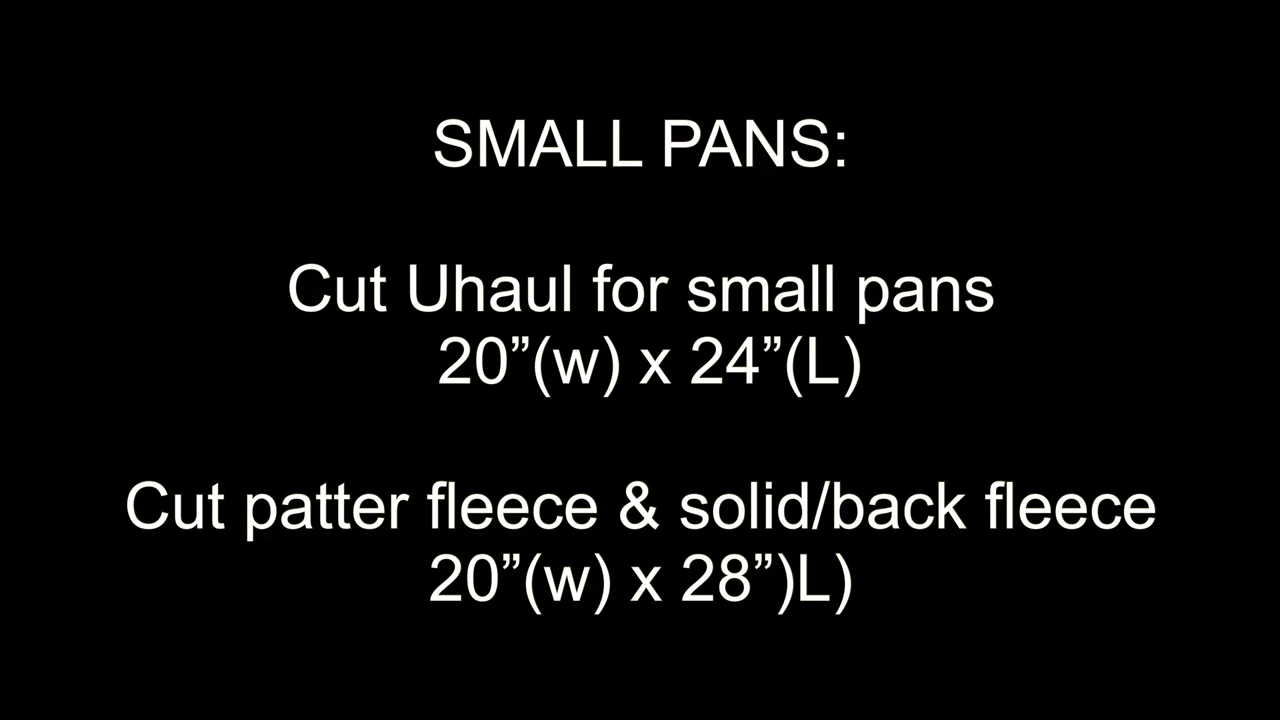 SMALL PANS:
Cut Uhaul for small pans
20”(w) x 24”(L)
Cut patter fleece & solid/back fleece
20”(w) x 28”)L)